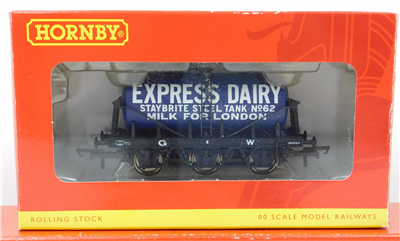 HORNBY
EXPRESS DAIRY
STAYBRITE STEEL TANK No62
MILK FOR LONDON
G W
ROLLING STOCK
00 SCALE MODEL RAILWAYS